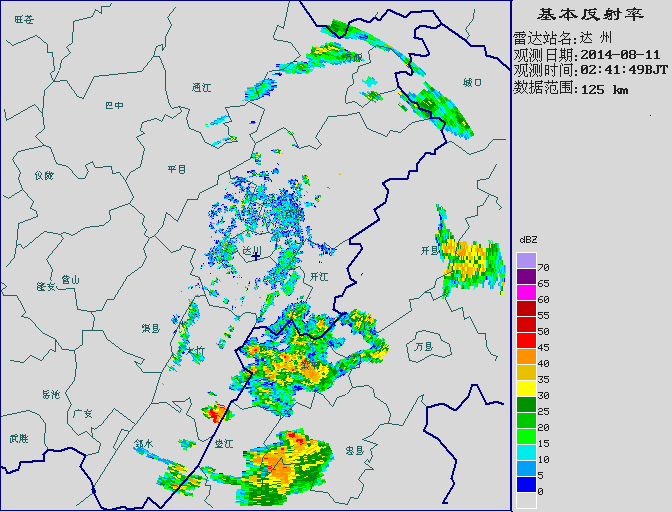 基本反射率
雷达站名:达 州
观测日期:2014-08-11
观测时间:02:41:49BJT
数据范围:125 km
旺苍
通江
城口
巴中
仪陇
平昌
达川
开县
开江
营山
渠县
大竹
万县
岳池
广安
武胜
邻水
垫江
忠县
dBZ
70
65
60
55
50
45
40
35
30
25
20
15
10
5
0